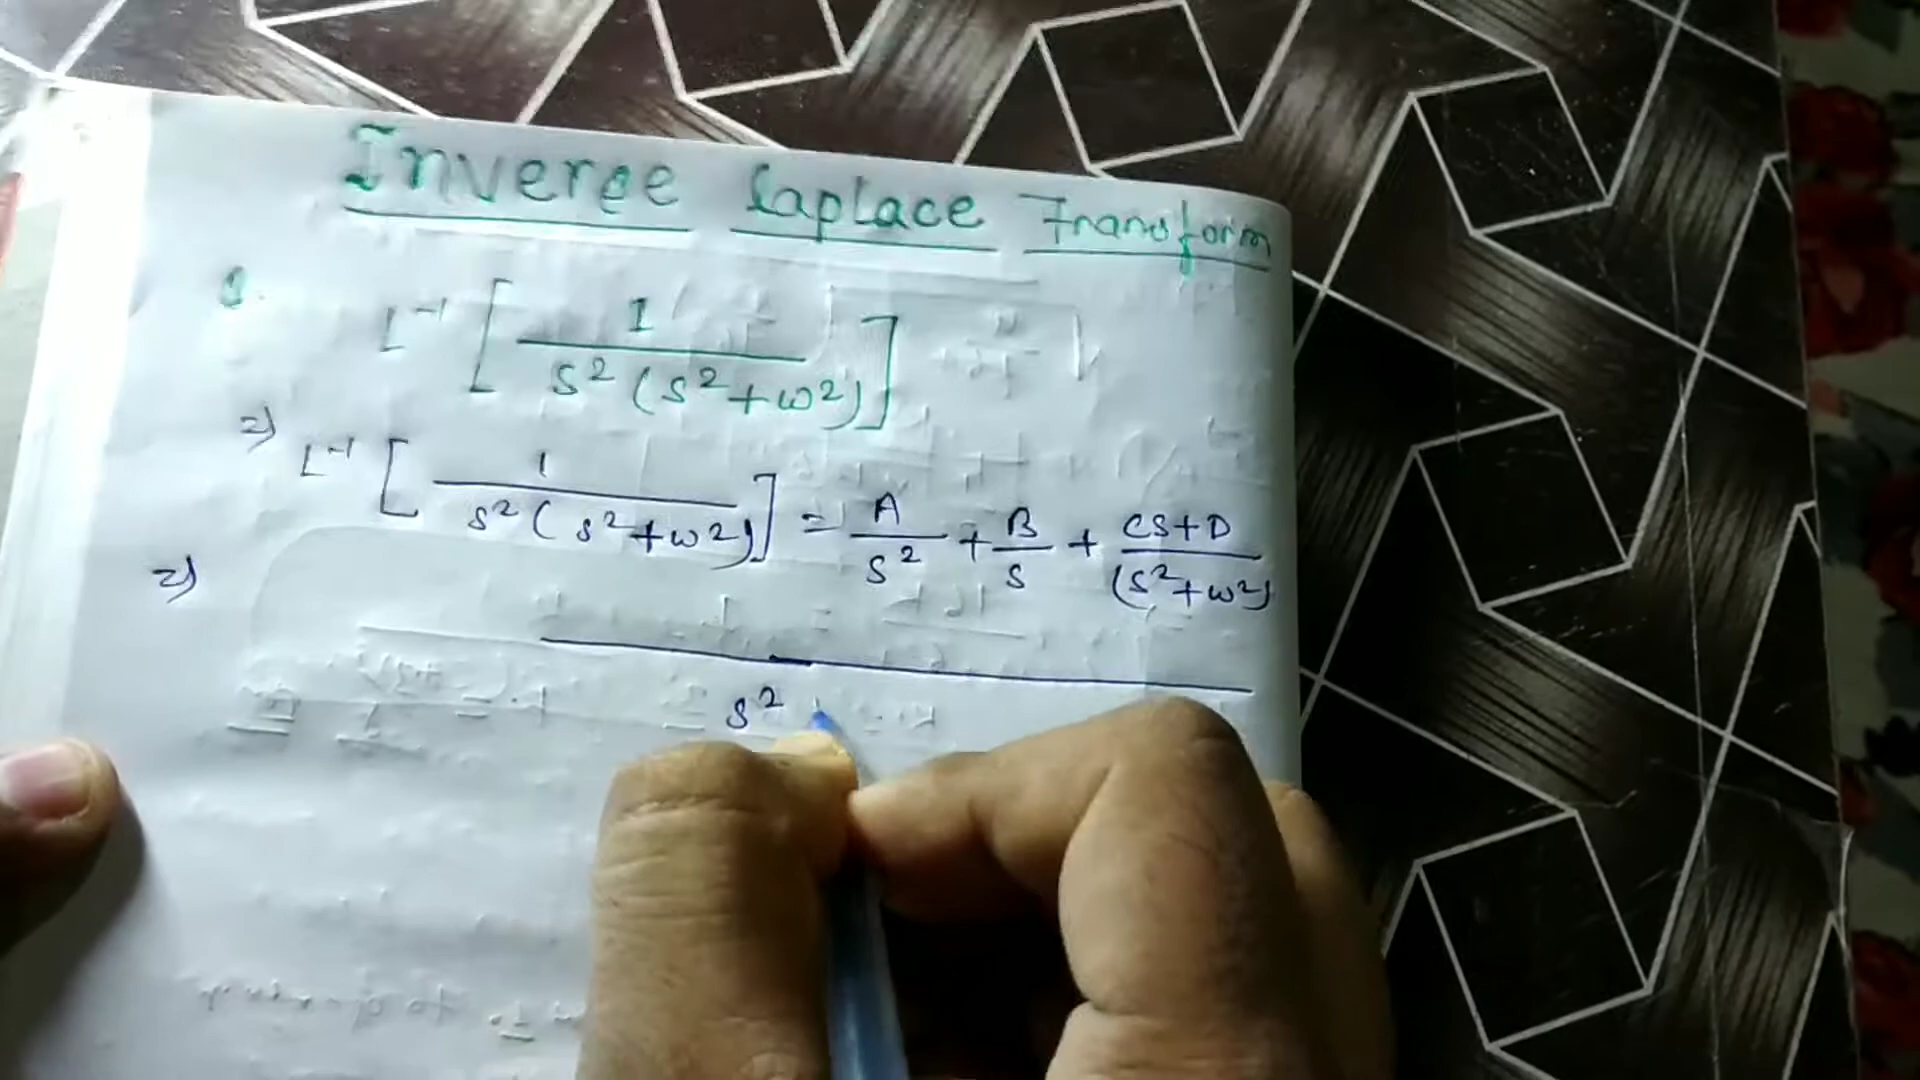 Inverse Laplace Transform
1. L⁻¹ [ 1 / S²(S²+ω²) ]
=) L⁻¹ [ 1 / s²(s²+ω²) ] = A/s² + B/s + CS+D/(s²+ω²)
=)
s²